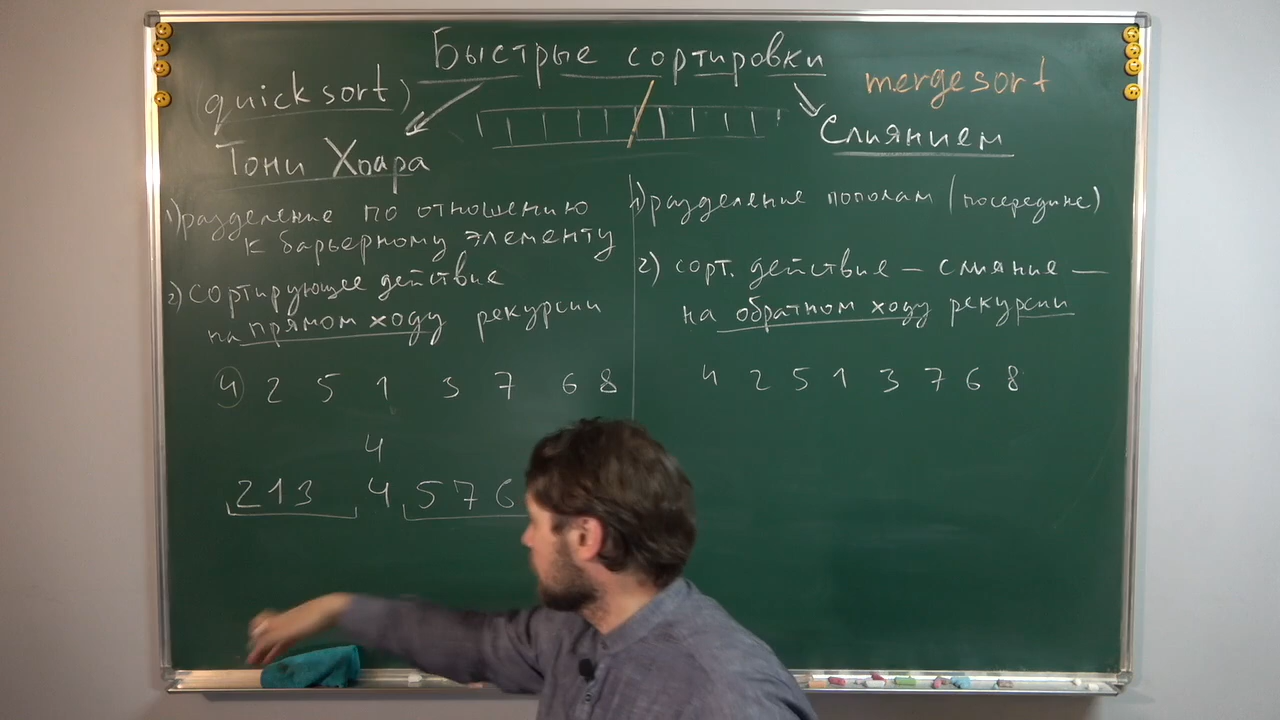 Быстрые сортировки
(quicksort)
mergesort
Тони Хоара
Слиянием
1) разделение по отношению
к барьерному элементу
2) сортирующее действие
на прямом ходу рекурсии
4 2 5 1 3 7 6 8
4
2 1 3 4 5 7 6
1) разделение пополам (посередине)
2) сорт. действие — слияние —
на обратном ходу рекурсии
4 2 5 1 3 7 6 8